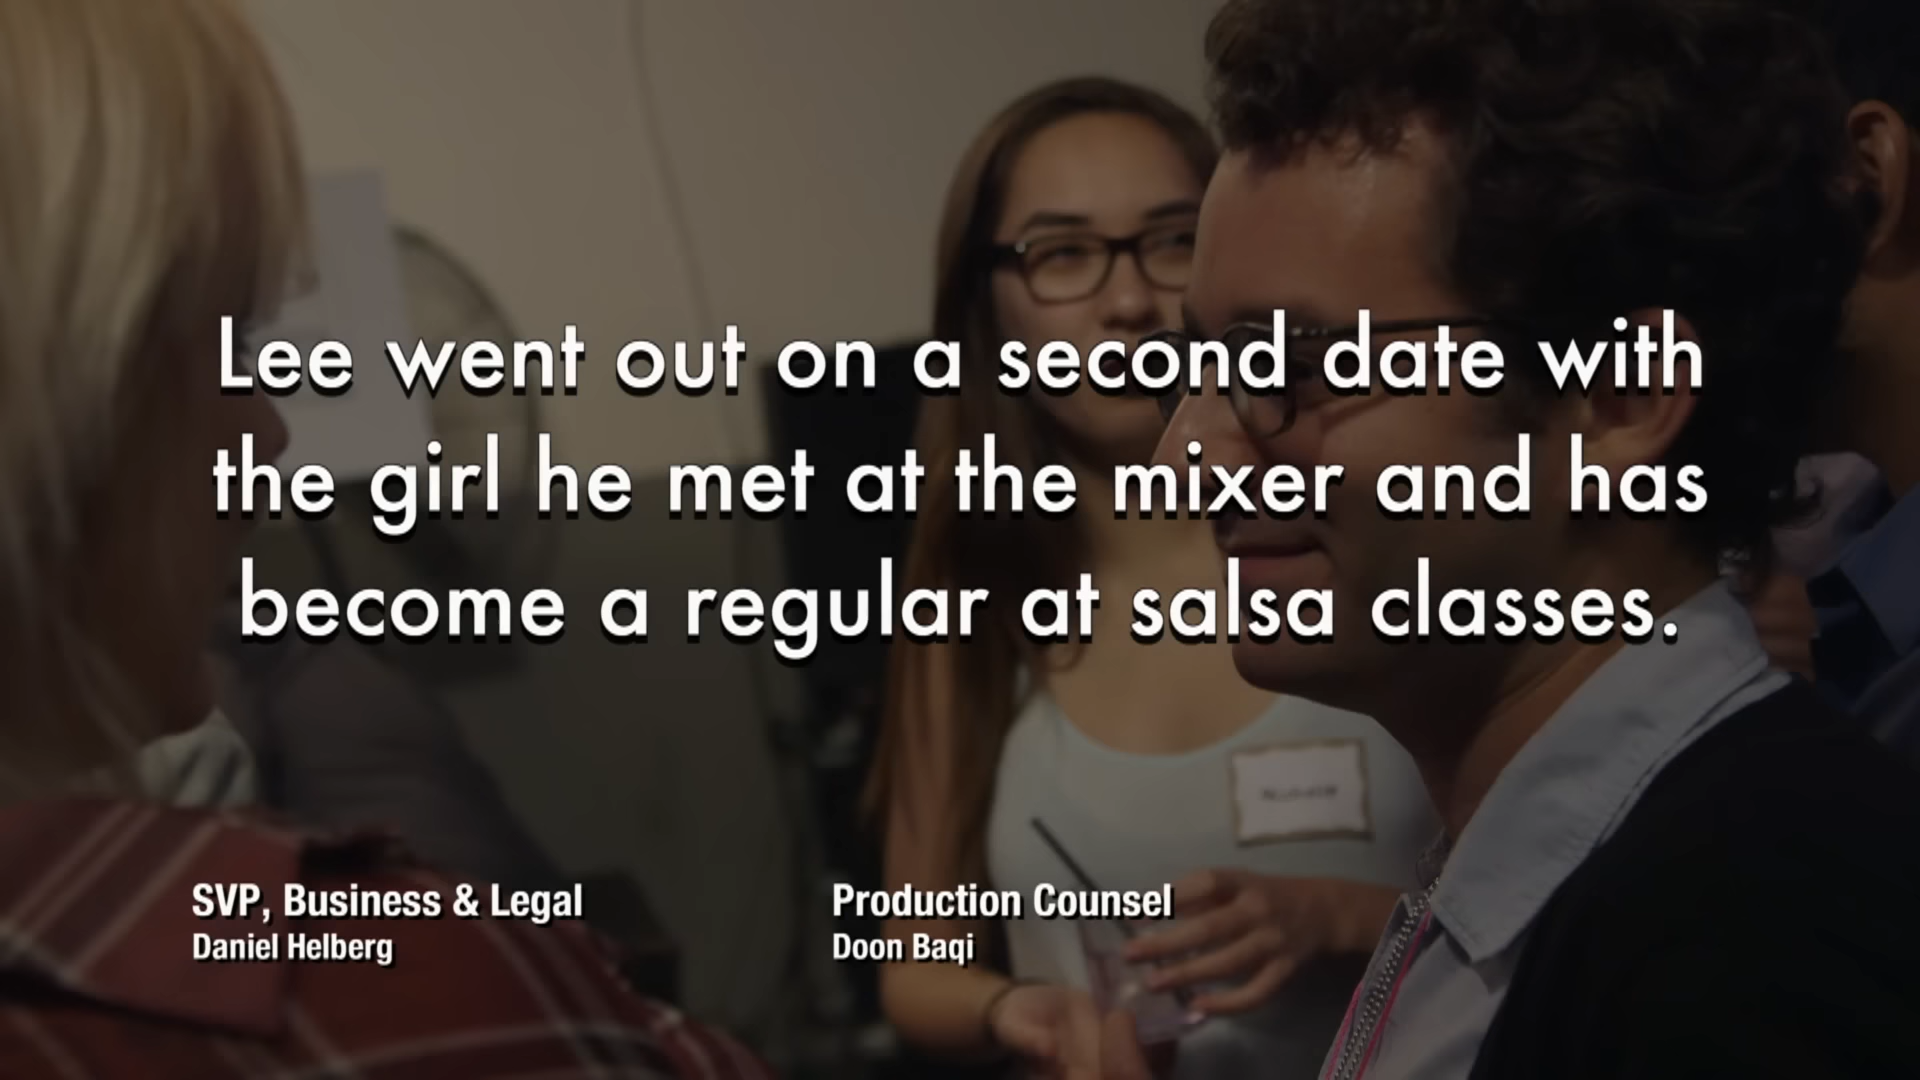 Lee went out on a second date with
the girl he met at the mixer and has
become a regular at salsa classes.
SVP, Business & Legal
Daniel Helberg
Production Counsel
Doon Baqi